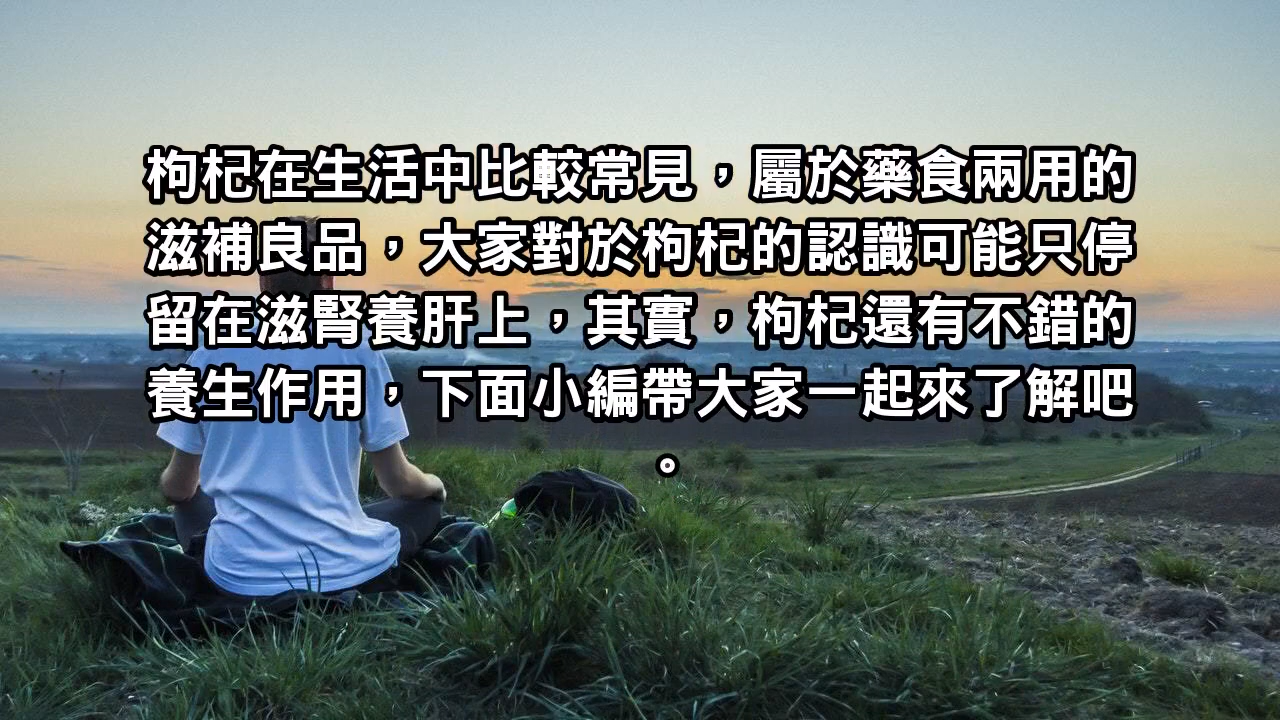 枸杞在生活中比較常見，屬於藥食兩用的
滋補良品，大家對於枸杞的認識可能只停
留在滋腎養肝上，其實，枸杞還有不錯的
養生作用，下面小編帶大家一起來了解吧
。